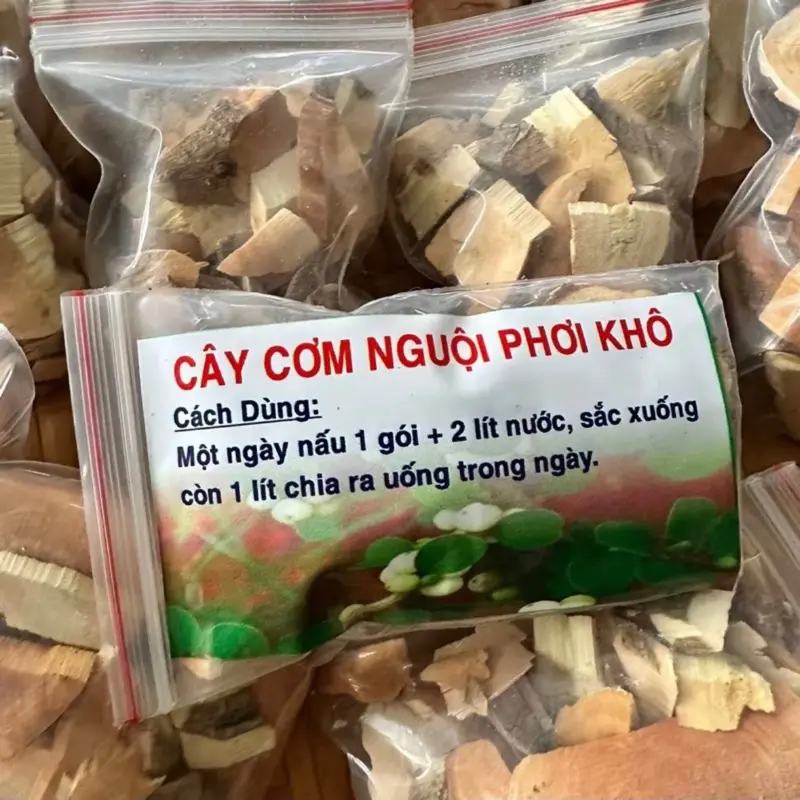 CÂY CƠM NGUỘI PHƠI KHÔ
Cách Dùng:
Một ngày nấu 1 gói + 2 lít nước, sắc xuống
còn 1 lít chia ra uống trong ngày.